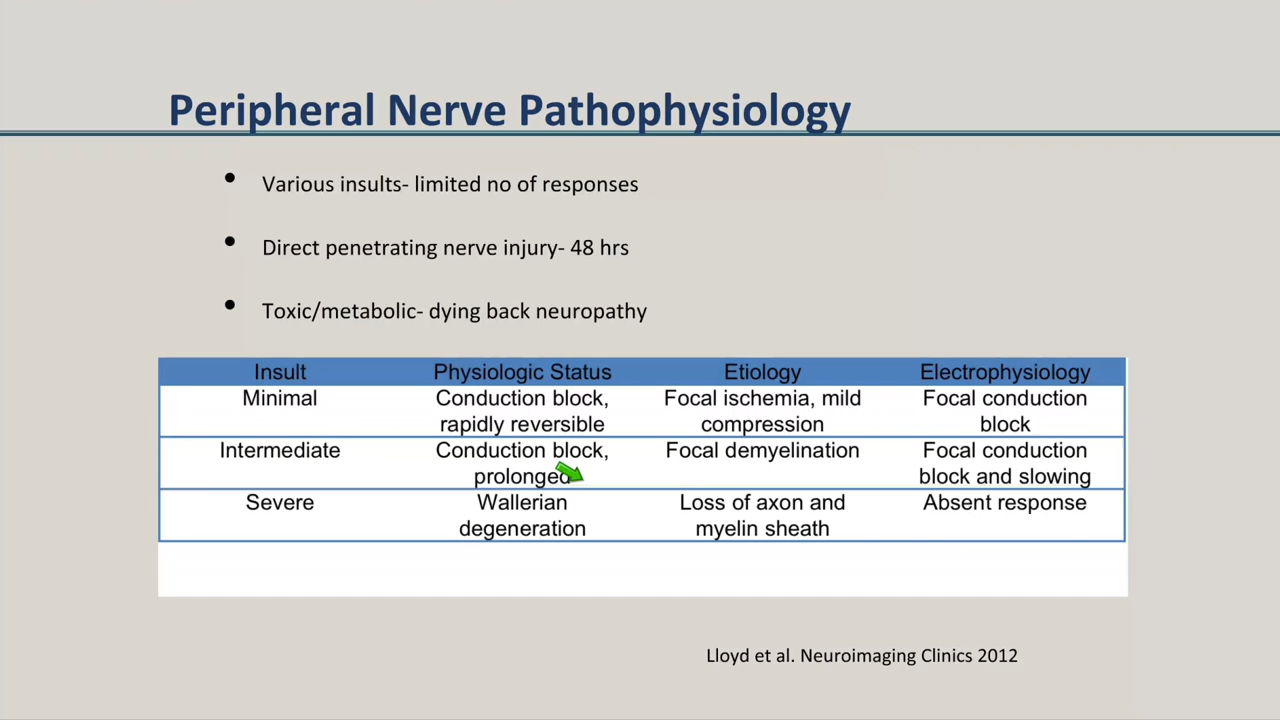 Peripheral Nerve Pathophysiology
• Various insults- limited no of responses
• Direct penetrating nerve injury- 48 hrs
• Toxic/metabolic- dying back neuropathy
Insult Physiologic Status Etiology Electrophysiology
Minimal Conduction block, Focal ischemia, mild Focal conduction
rapidly reversible compression block
Intermediate Conduction block, Focal demyelination Focal conduction
prolonged block and slowing
Severe Wallerian Loss of axon and Absent response
degeneration myelin sheath
Lloyd et al. Neuroimaging Clinics 2012